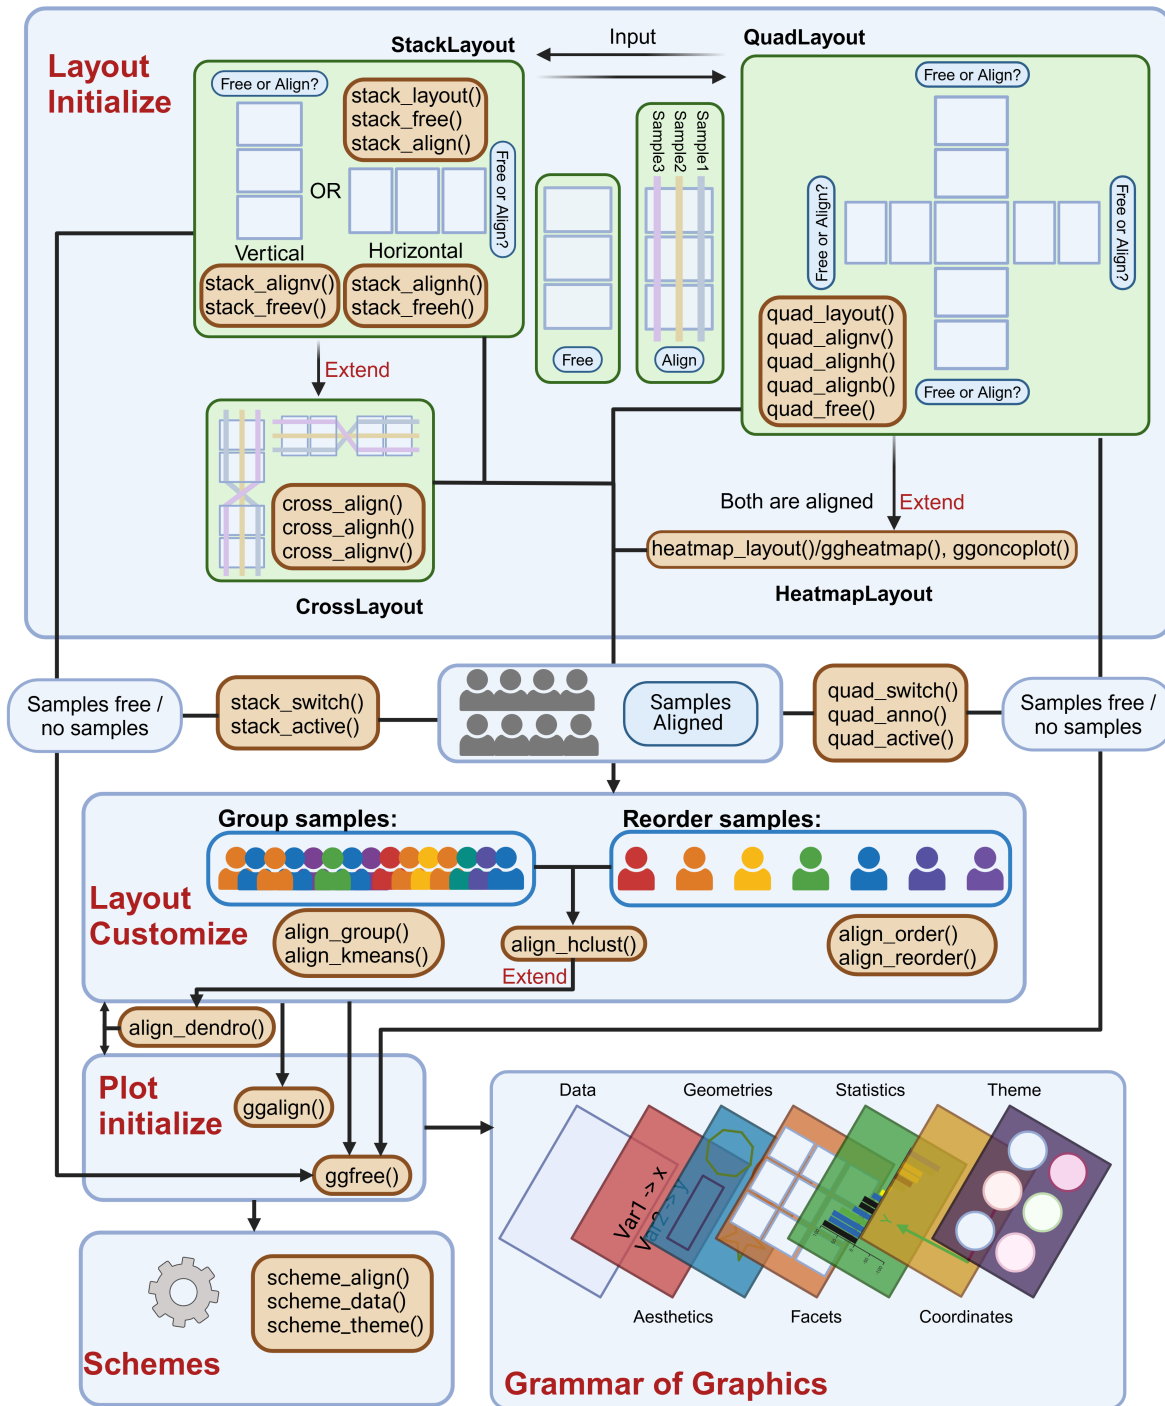 Layout
Initialize
StackLayout
Input
QuadLayout
Free or Align?
stack_layout()
stack_free()
stack_align()
Free or Align?
OR
Vertical
Horizontal
stack_alignv()
stack_freev()
stack_alignh()
stack_freeh()
Free
Sample3
Sample2
Sample1
Align
Free or Align?
Free or Align?
Free or Align?
Free or Align?
quad_layout()
quad_alignv()
quad_alignh()
quad_alignb()
quad_free()
Extend
cross_align()
cross_alignh()
cross_alignv()
CrossLayout
Both are aligned
Extend
heatmap_layout()/ggheatmap(), ggoncoplot()
HeatmapLayout
Samples free /
no samples
stack_switch()
stack_active()
Samples
Aligned
quad_switch()
quad_anno()
quad_active()
Samples free /
no samples
Group samples:
Reorder samples:
Layout
Customize
align_group()
align_kmeans()
align_hclust()
align_order()
align_reorder()
Extend
align_dendro()
Plot
initialize
ggalign()
ggfree()
Schemes
scheme_align()
scheme_data()
scheme_theme()
Data
Geometries
Statistics
Theme
Var1 -> x
Var2 -> y
Y
Aesthetics
Facets
Coordinates
Grammar of Graphics